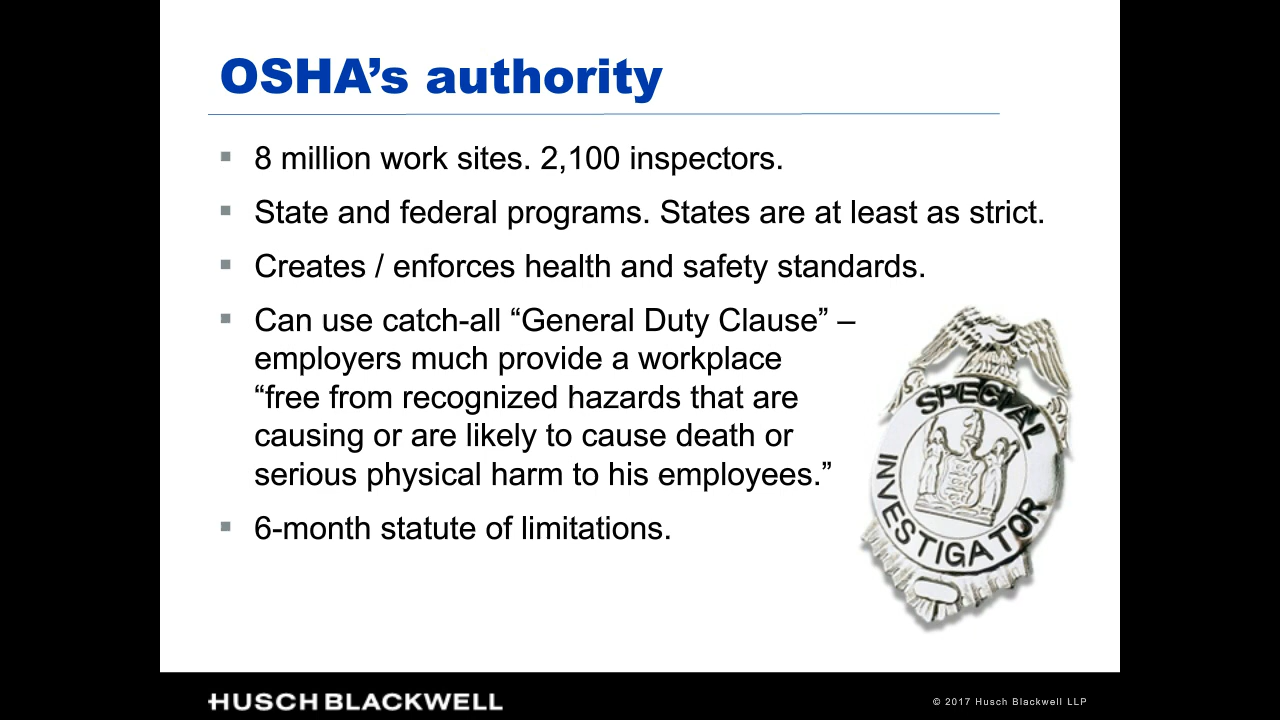 OSHA’s authority
8 million work sites. 2,100 inspectors.
State and federal programs. States are at least as strict.
Creates / enforces health and safety standards.
Can use catch-all “General Duty Clause” –
employers much provide a workplace
“free from recognized hazards that are
causing or are likely to cause death or
serious physical harm to his employees.”
6-month statute of limitations.
SPECIAL
INVESTIGATOR
HUSCH BLACKWELL
© 2017 Husch Blackwell LLP